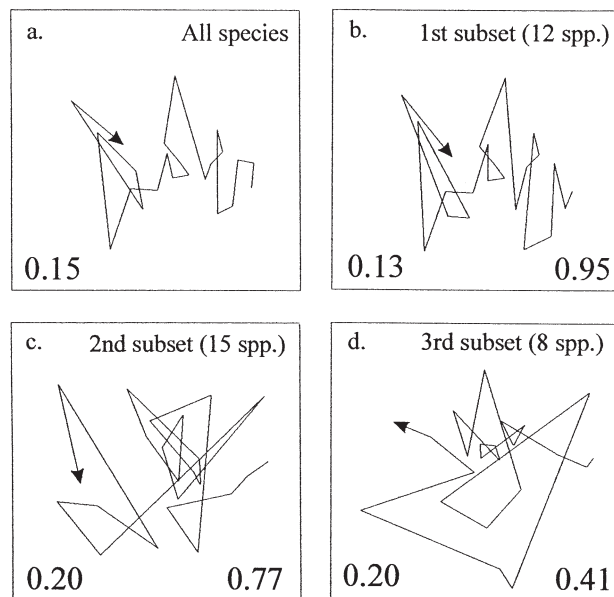 a. All species
0.15
b. 1st subset (12 spp.)
0.13 0.95
c. 2nd subset (15 spp.)
0.20 0.77
d. 3rd subset (8 spp.)
0.20 0.41